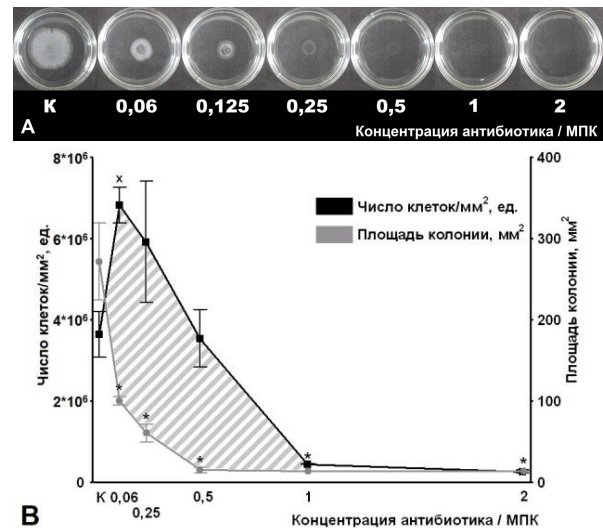 К 0,06 0,125 0,25 0,5 1 2
А Концентрация антибиотика / МПК
8*10⁶ 400
x
Число клеток/мм², ед.
Площадь колонии, мм²
6*10⁶ 300
4*10⁶ 200
2*10⁶ 100
0 0
Число клеток/мм², ед.
Площадь колонии, мм²
* * * * *
К 0,06 0,5 1 2
0,25
В Концентрация антибиотика / МПК